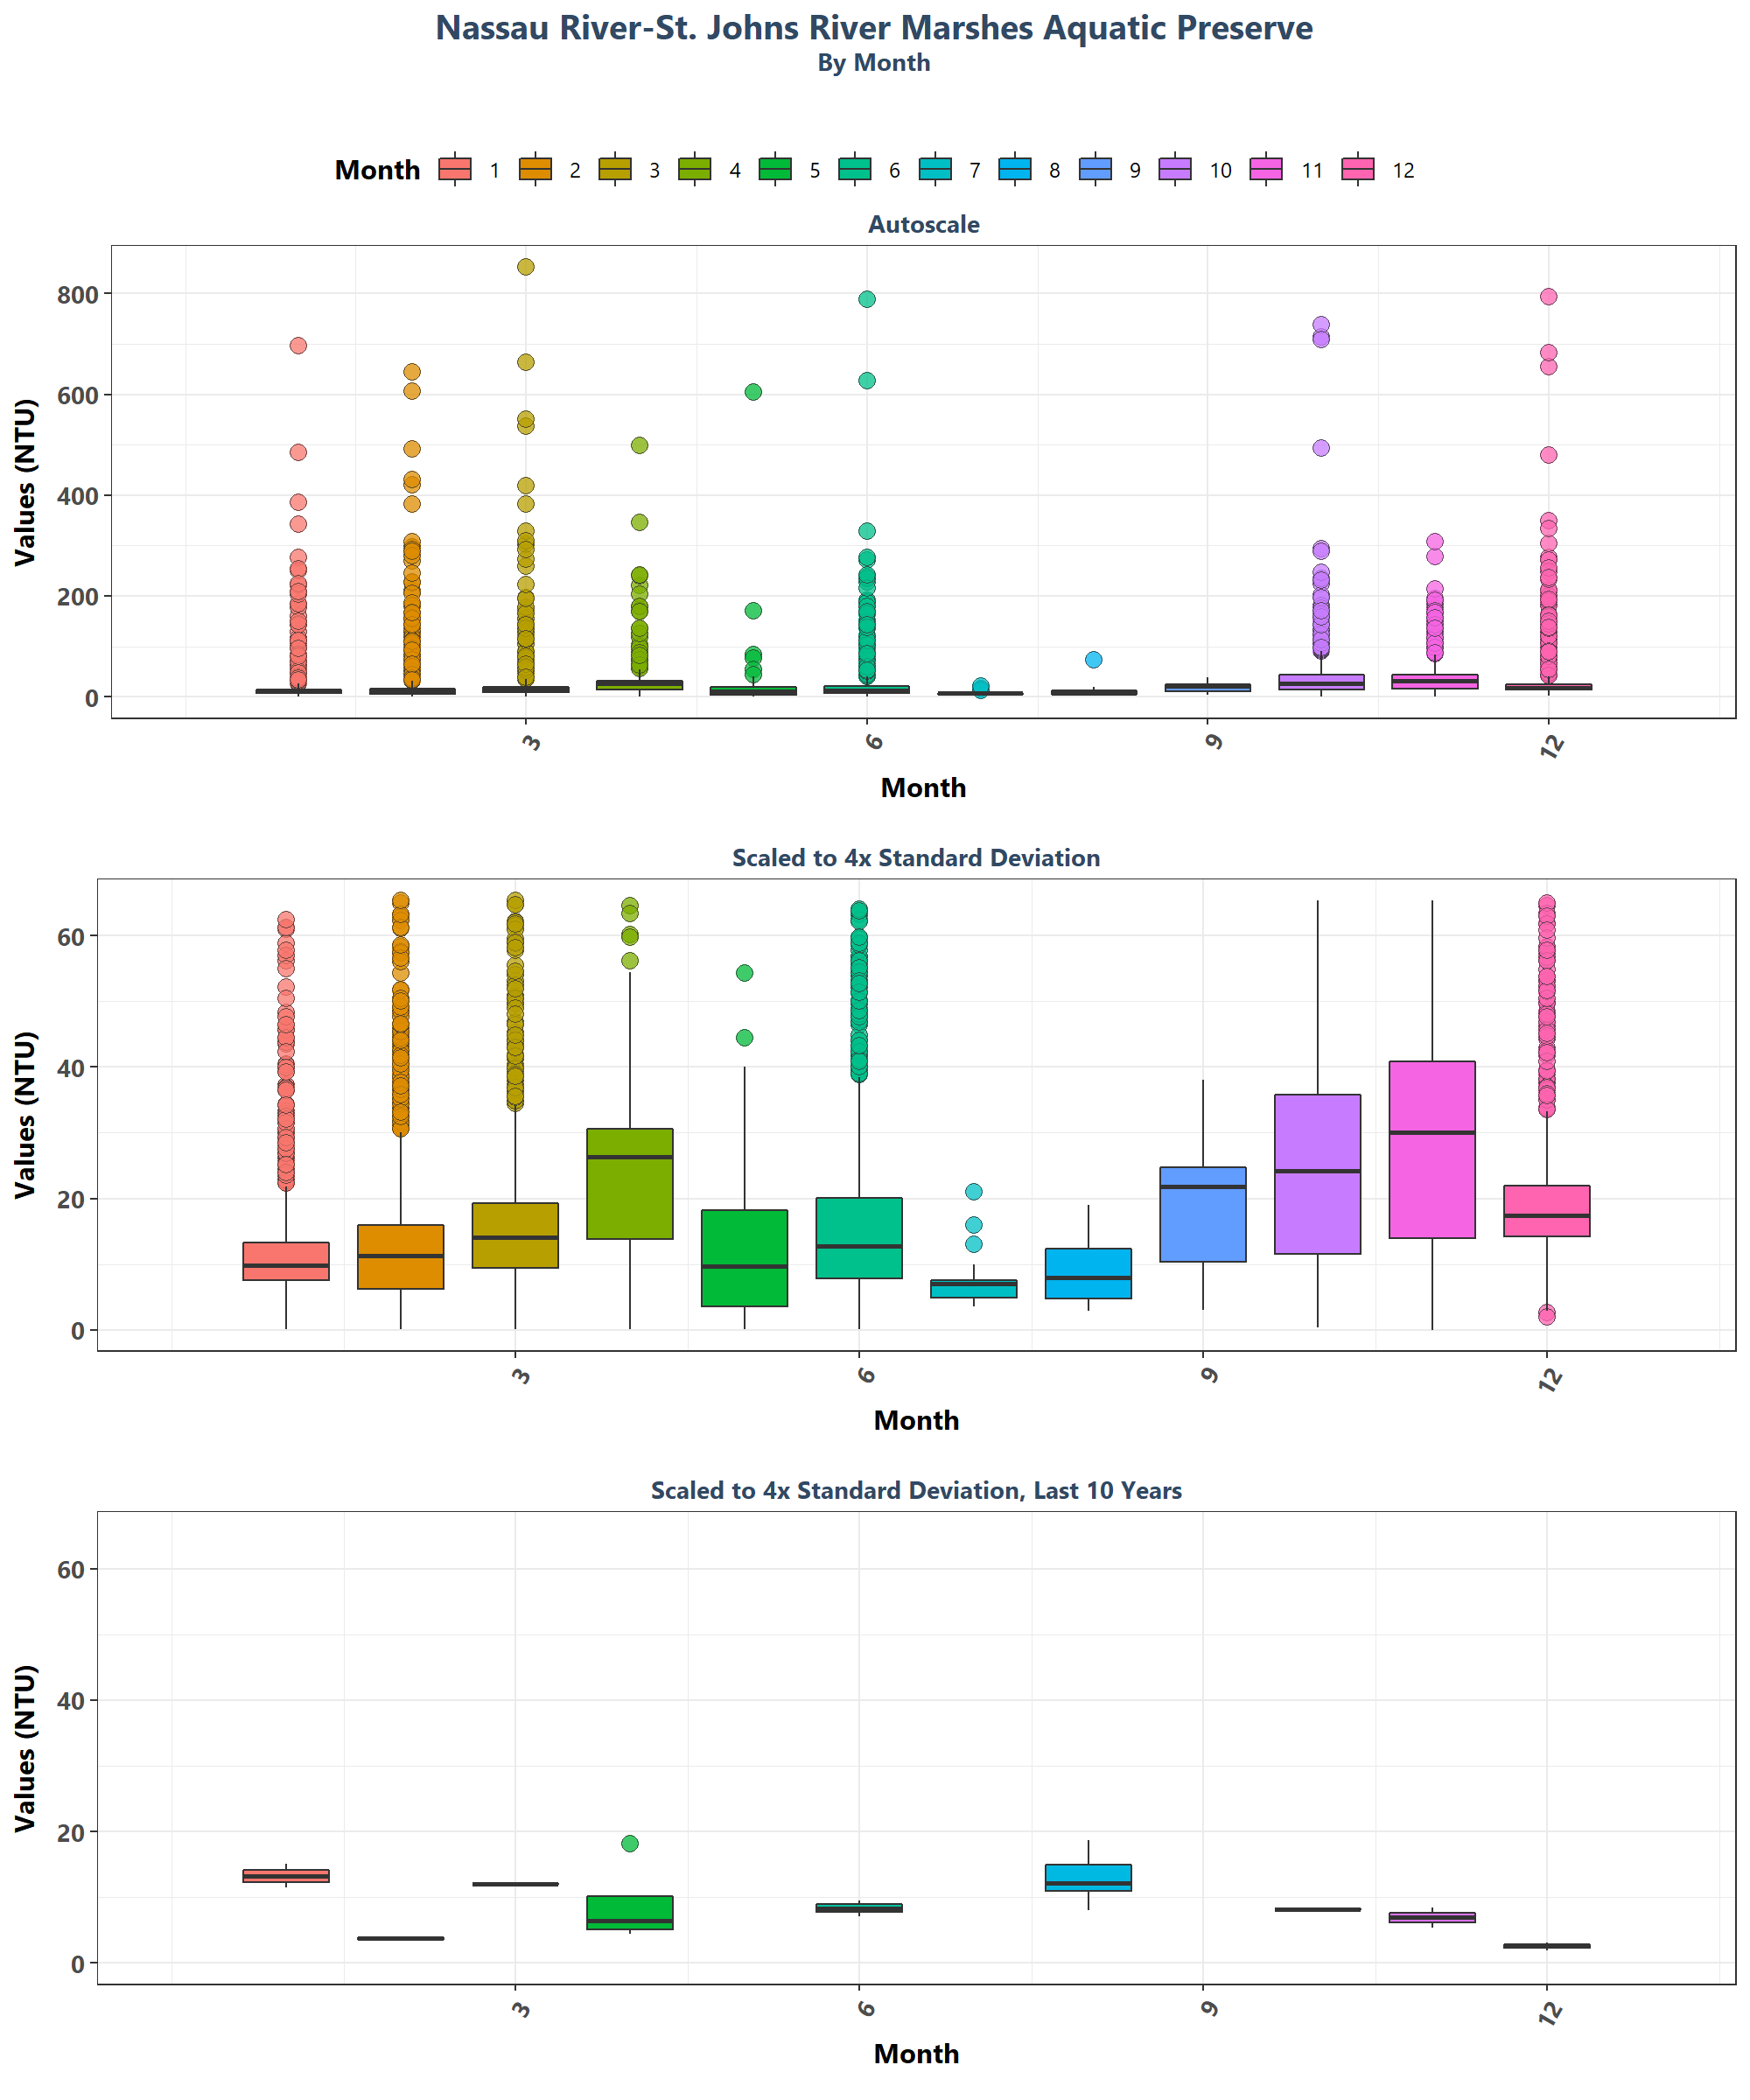 Nassau River-St. Johns River Marshes Aquatic Preserve
By Month
Month 1 2 3 4 5 6 7 8 9 10 11 12
Autoscale
Values (NTU)
800
600
400
200
0
3 6 9 12
Month
Scaled to 4x Standard Deviation
Values (NTU)
60
40
20
0
3 6 9 12
Month
Scaled to 4x Standard Deviation, Last 10 Years
Values (NTU)
60
40
20
0
3 6 9 12
Month